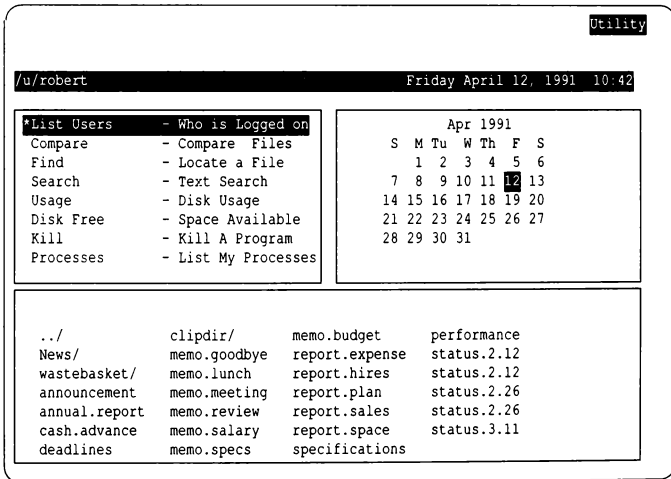 Utility
/u/robert Friday April 12, 1991 10:42
*List Users - Who is Logged on
Compare - Compare Files
Find - Locate a File
Search - Text Search
Usage - Disk Usage
Disk Free - Space Available
Kill - Kill A Program
Processes - List My Processes
Apr 1991
S M Tu W Th F S
1 2 3 4 5 6
7 8 9 10 11 12 13
14 15 16 17 18 19 20
21 22 23 24 25 26 27
28 29 30 31
../ clipdir/ memo.budget performance
News/ memo.goodbye report.expense status.2.12
wastebasket/ memo.lunch report.hires status.2.12
announcement memo.meeting report.plan status.2.26
annual.report memo.review report.sales status.2.26
cash.advance memo.salary report.space status.3.11
deadlines memo.specs specifications